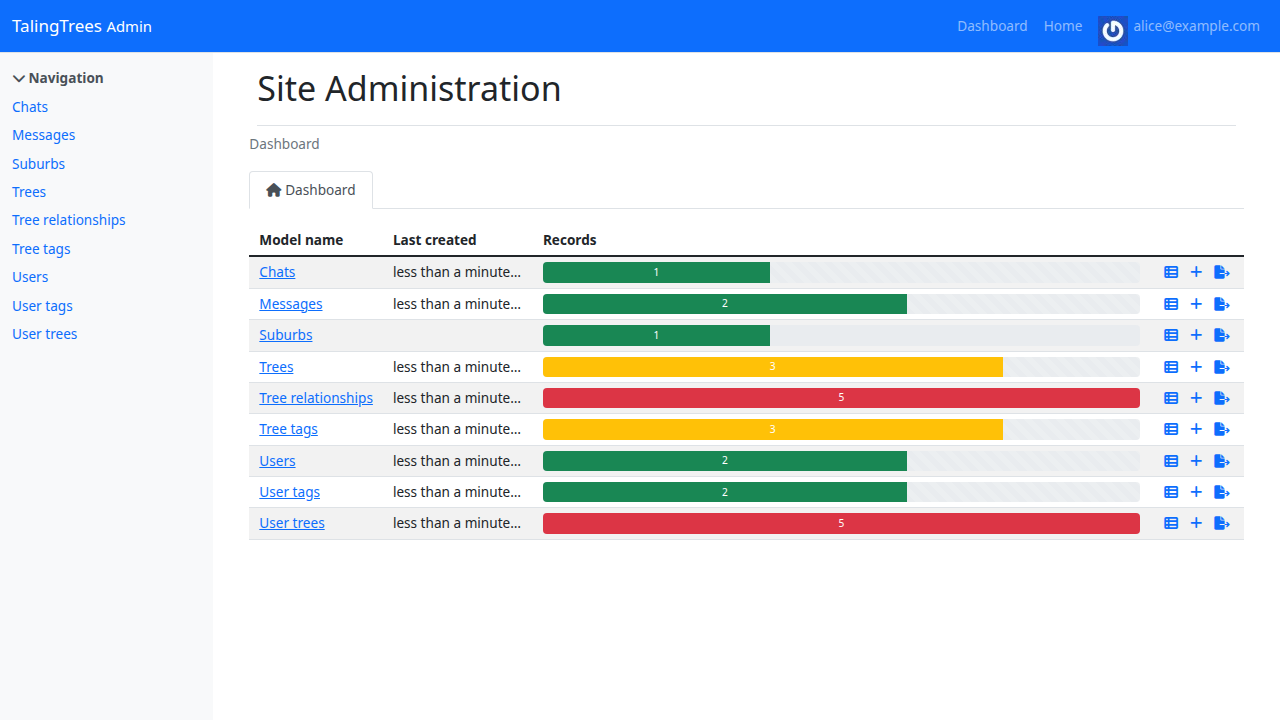 TalingTrees Admin
Dashboard Home alice@example.com
Navigation
Chats
Messages
Suburbs
Trees
Tree relationships
Tree tags
Users
User tags
User trees
Site Administration
Dashboard
Dashboard
Model name Last created Records
Chats less than a minute... 1
Messages less than a minute... 2
Suburbs less than a minute... 1
Trees less than a minute... 3
Tree relationships less than a minute... 5
Tree tags less than a minute... 3
Users less than a minute... 2
User tags less than a minute... 2
User trees less than a minute... 5